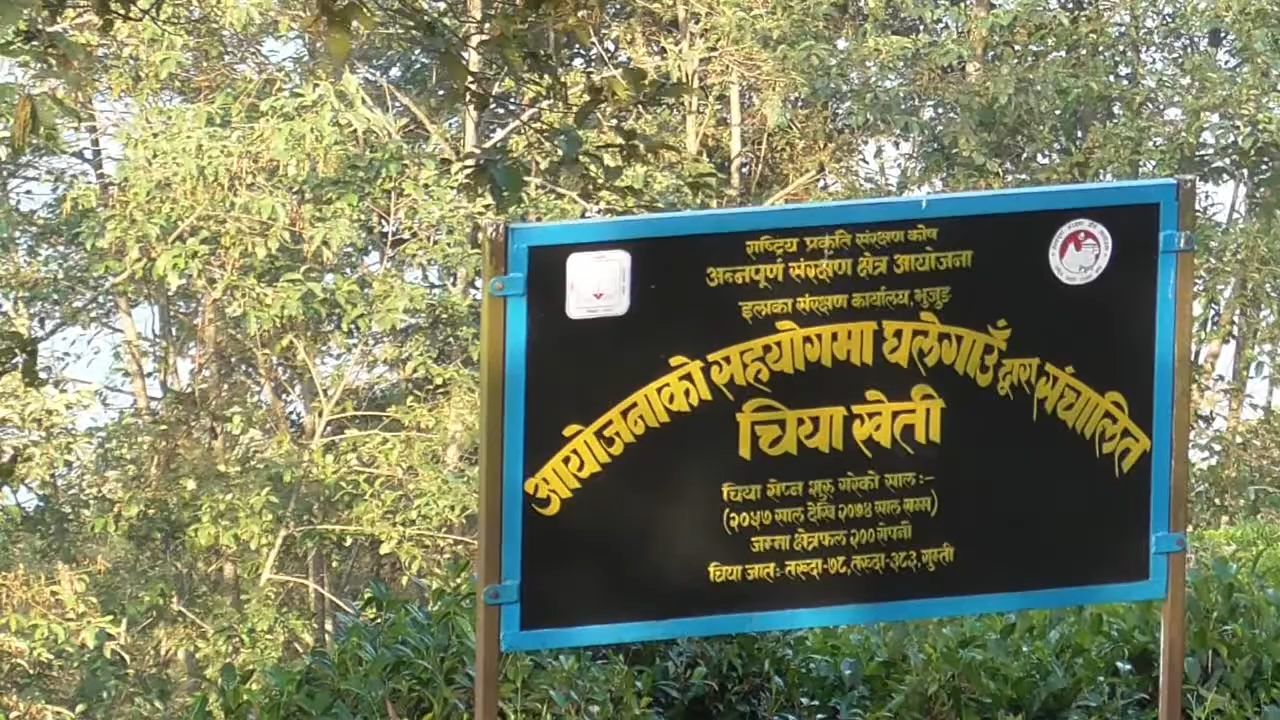 राष्ट्रिय प्रकृति संरक्षण कोष
अन्नपूर्ण संरक्षण क्षेत्र आयोजना
इलाका संरक्षण कार्यालय, भुजुङ
आयोजनाको सहयोगमा घलेगाउँ द्वारा संचालित
चिया खेती
चिया रोप्न शुरु गरेको साल :-
(२०५७ साल देखि २०७४ साल सम्म)
जम्मा क्षेत्रफल २०० रोपनी
चिया जात :- तरुदा-७८, तरुदा-३८३, गुम्ती